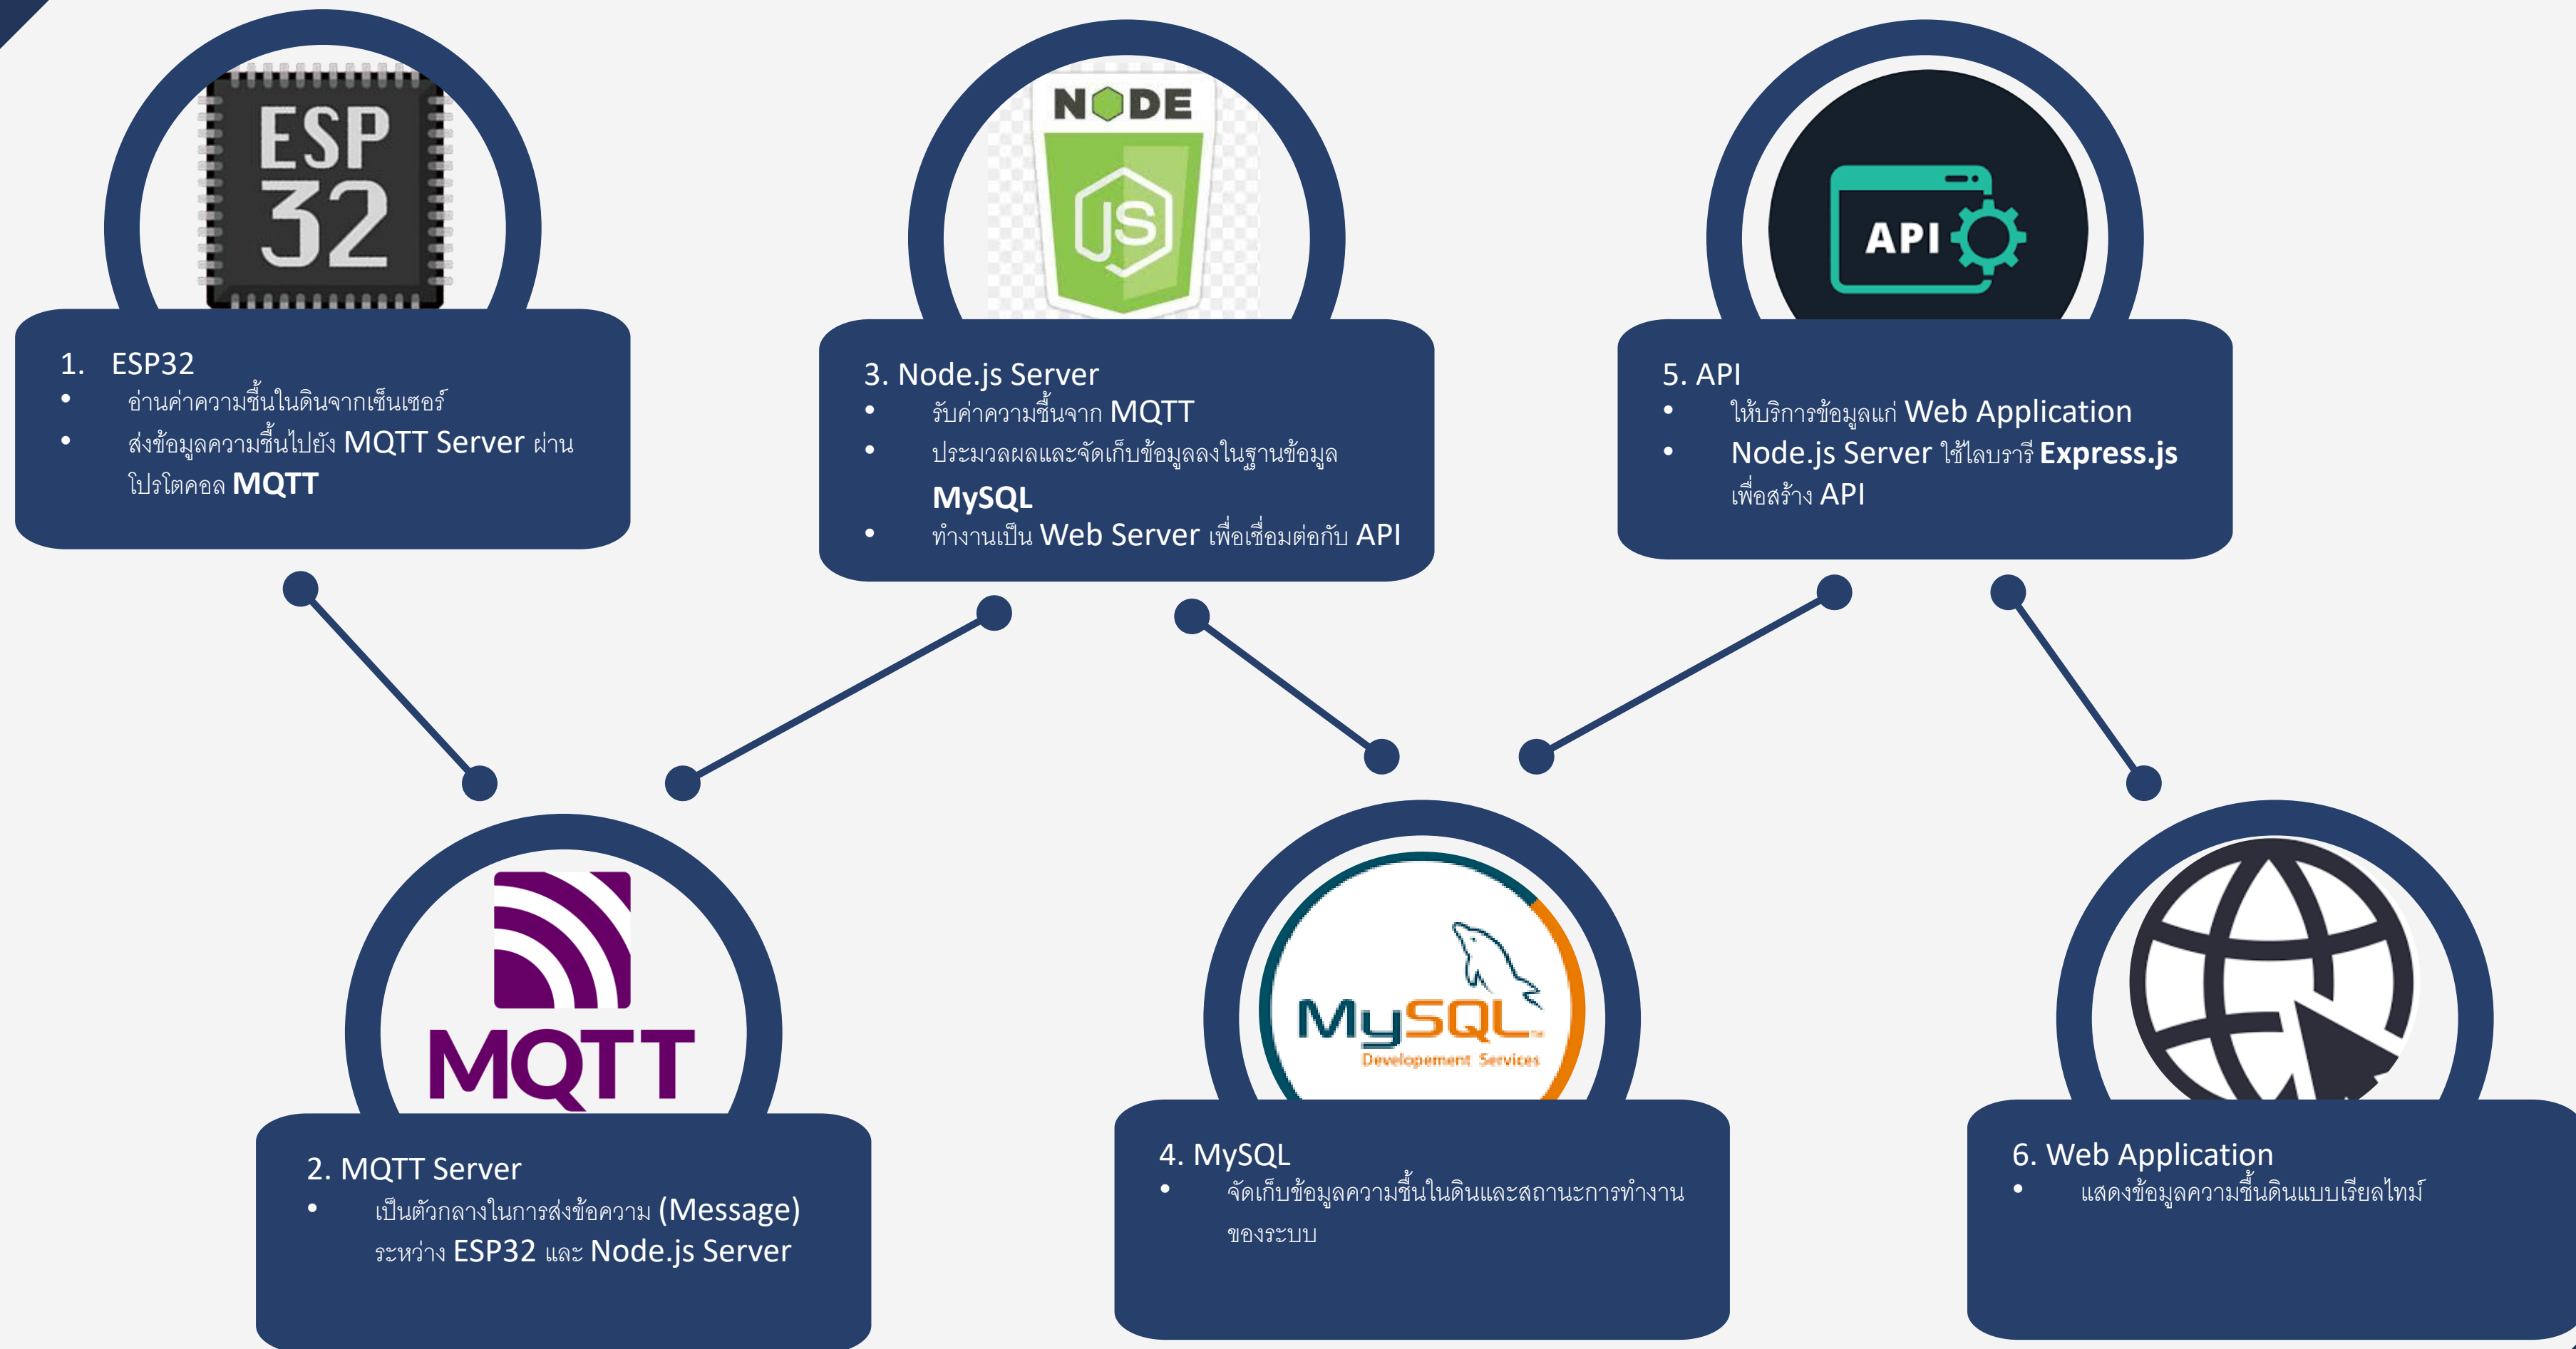 ESP
32
1. ESP32
• อ่านค่าความชื้นในดินจากเซ็นเซอร์
• ส่งข้อมูลความชื้นไปยัง MQTT Server ผ่าน
โปรโตคอล MQTT
NODE
JS
3. Node.js Server
• รับค่าความชื้นจาก MQTT
• ประมวลผลและจัดเก็บข้อมูลลงในฐานข้อมูล
MySQL
• ทำงานเป็น Web Server เพื่อเชื่อมต่อกับ API
API
5. API
• ให้บริการข้อมูลแก่ Web Application
• Node.js Server ใช้ไลบรารี Express.js
เพื่อสร้าง API
MQTT
2. MQTT Server
• เป็นตัวกลางในการส่งข้อความ (Message)
ระหว่าง ESP32 และ Node.js Server
MySQL
Developement Services
4. MySQL
• จัดเก็บข้อมูลความชื้นในดินและสถานะการทำงาน
ของระบบ
6. Web Application
• แสดงข้อมูลความชื้นดินแบบเรียลไทม์